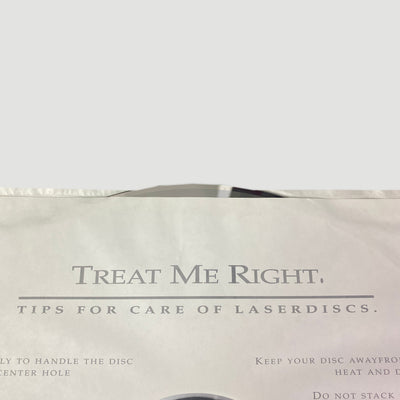 TREAT ME RIGHT.
TIPS FOR CARE OF LASERDISCS.
LY TO HANDLE THE DISC
CENTER HOLE
KEEP YOUR DISC AWAYFRO
HEAT AND D
DO NOT STACK